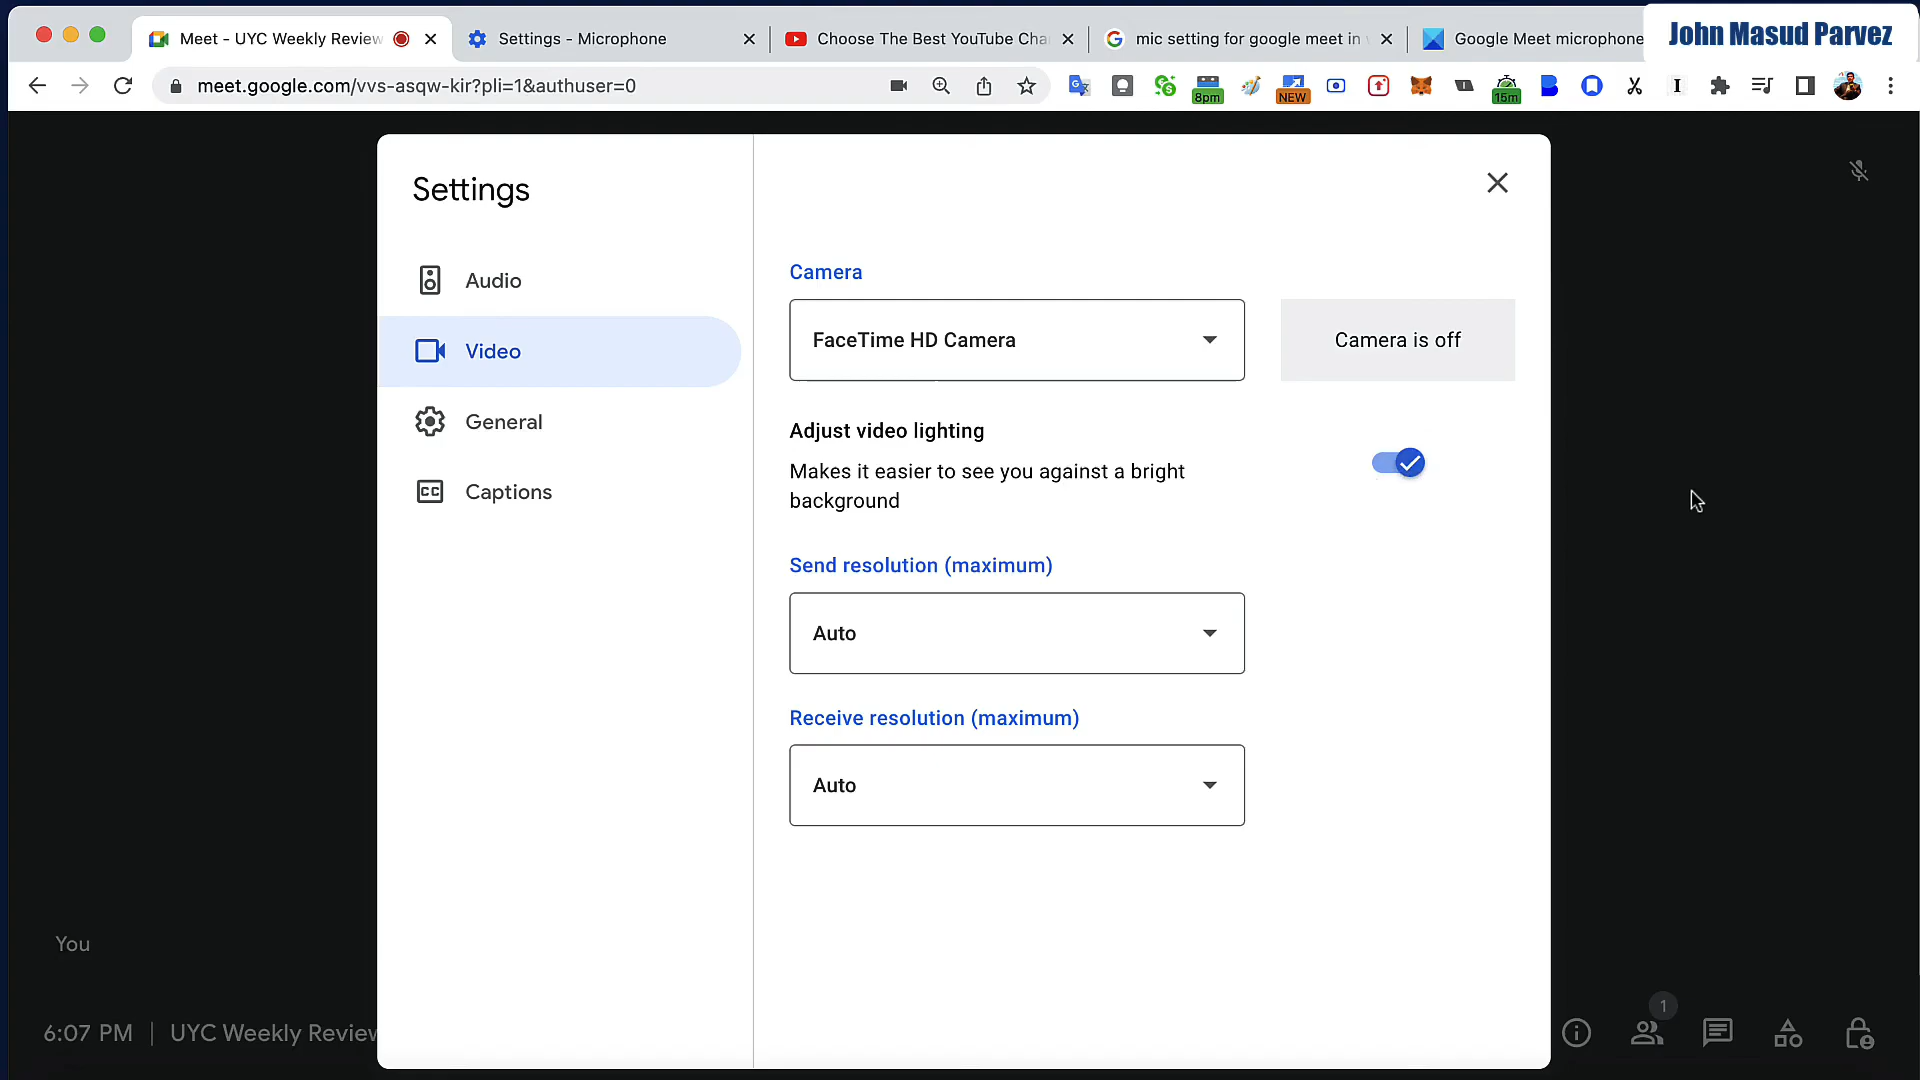 Meet - UYC Weekly Review
Settings - Microphone
Choose The Best YouTube Cha
mic setting for google meet in
Google Meet microphone
John Masud Parvez
meet.google.com/vvs-asqw-kir?pli=1&authuser=0
8pm
NEW
15m
Settings
Audio
Video
General
CC Captions
Camera
FaceTime HD Camera
Camera is off
Adjust video lighting
Makes it easier to see you against a bright
background
Send resolution (maximum)
Auto
Receive resolution (maximum)
Auto
You
1
6:07 PM | UYC Weekly Review